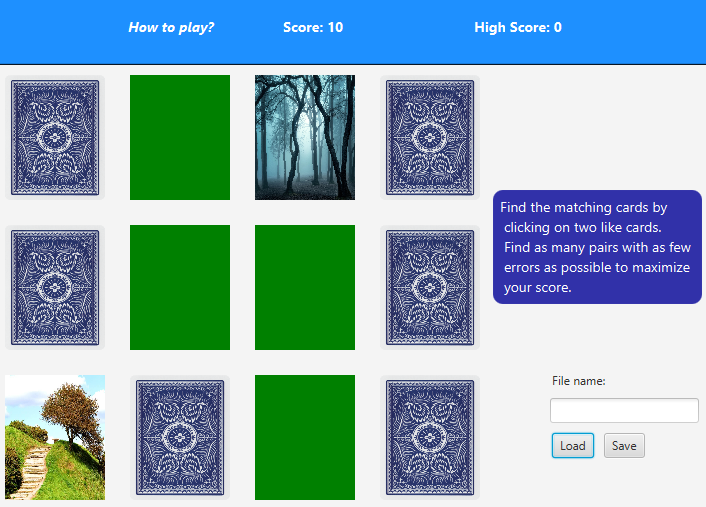 How to play?
Score: 10
High Score: 0
Find the matching cards by
clicking on two like cards.
Find as many pairs with as few
errors as possible to maximize
your score.
File name:
Load
Save